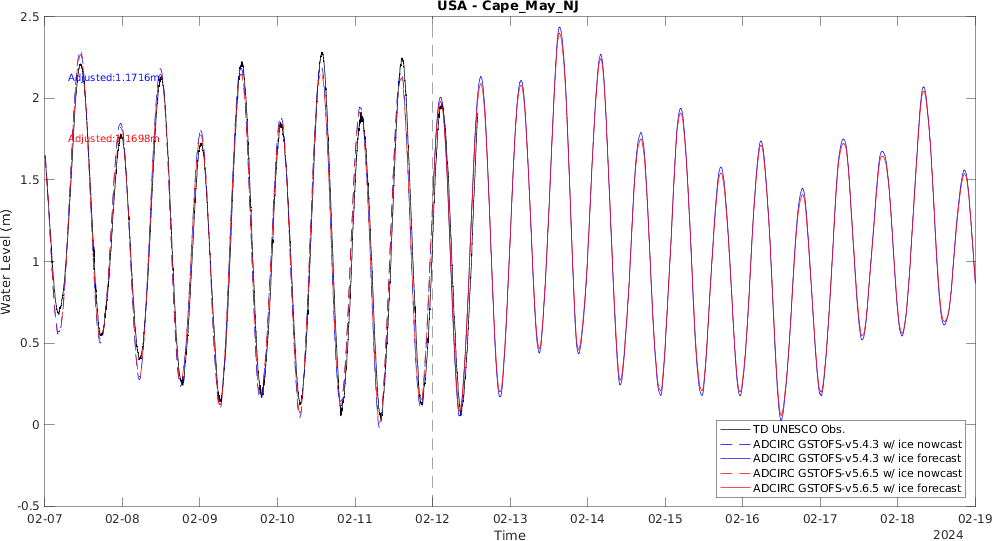 USA - Cape_May_NJ
2.5
2
1.5
1
0.5
0
-0.5
Water Level (m)
Adjusted:1.1716m
Adjusted:1.1698m
TD UNESCO Obs.
ADCIRC GSTOFS-v5.4.3 w/ ice nowcast
ADCIRC GSTOFS-v5.4.3 w/ ice forecast
ADCIRC GSTOFS-v5.6.5 w/ ice nowcast
ADCIRC GSTOFS-v5.6.5 w/ ice forecast
02-07 02-08 02-09 02-10 02-11 02-12 02-13 02-14 02-15 02-16 02-17 02-18 02-19
Time
2024